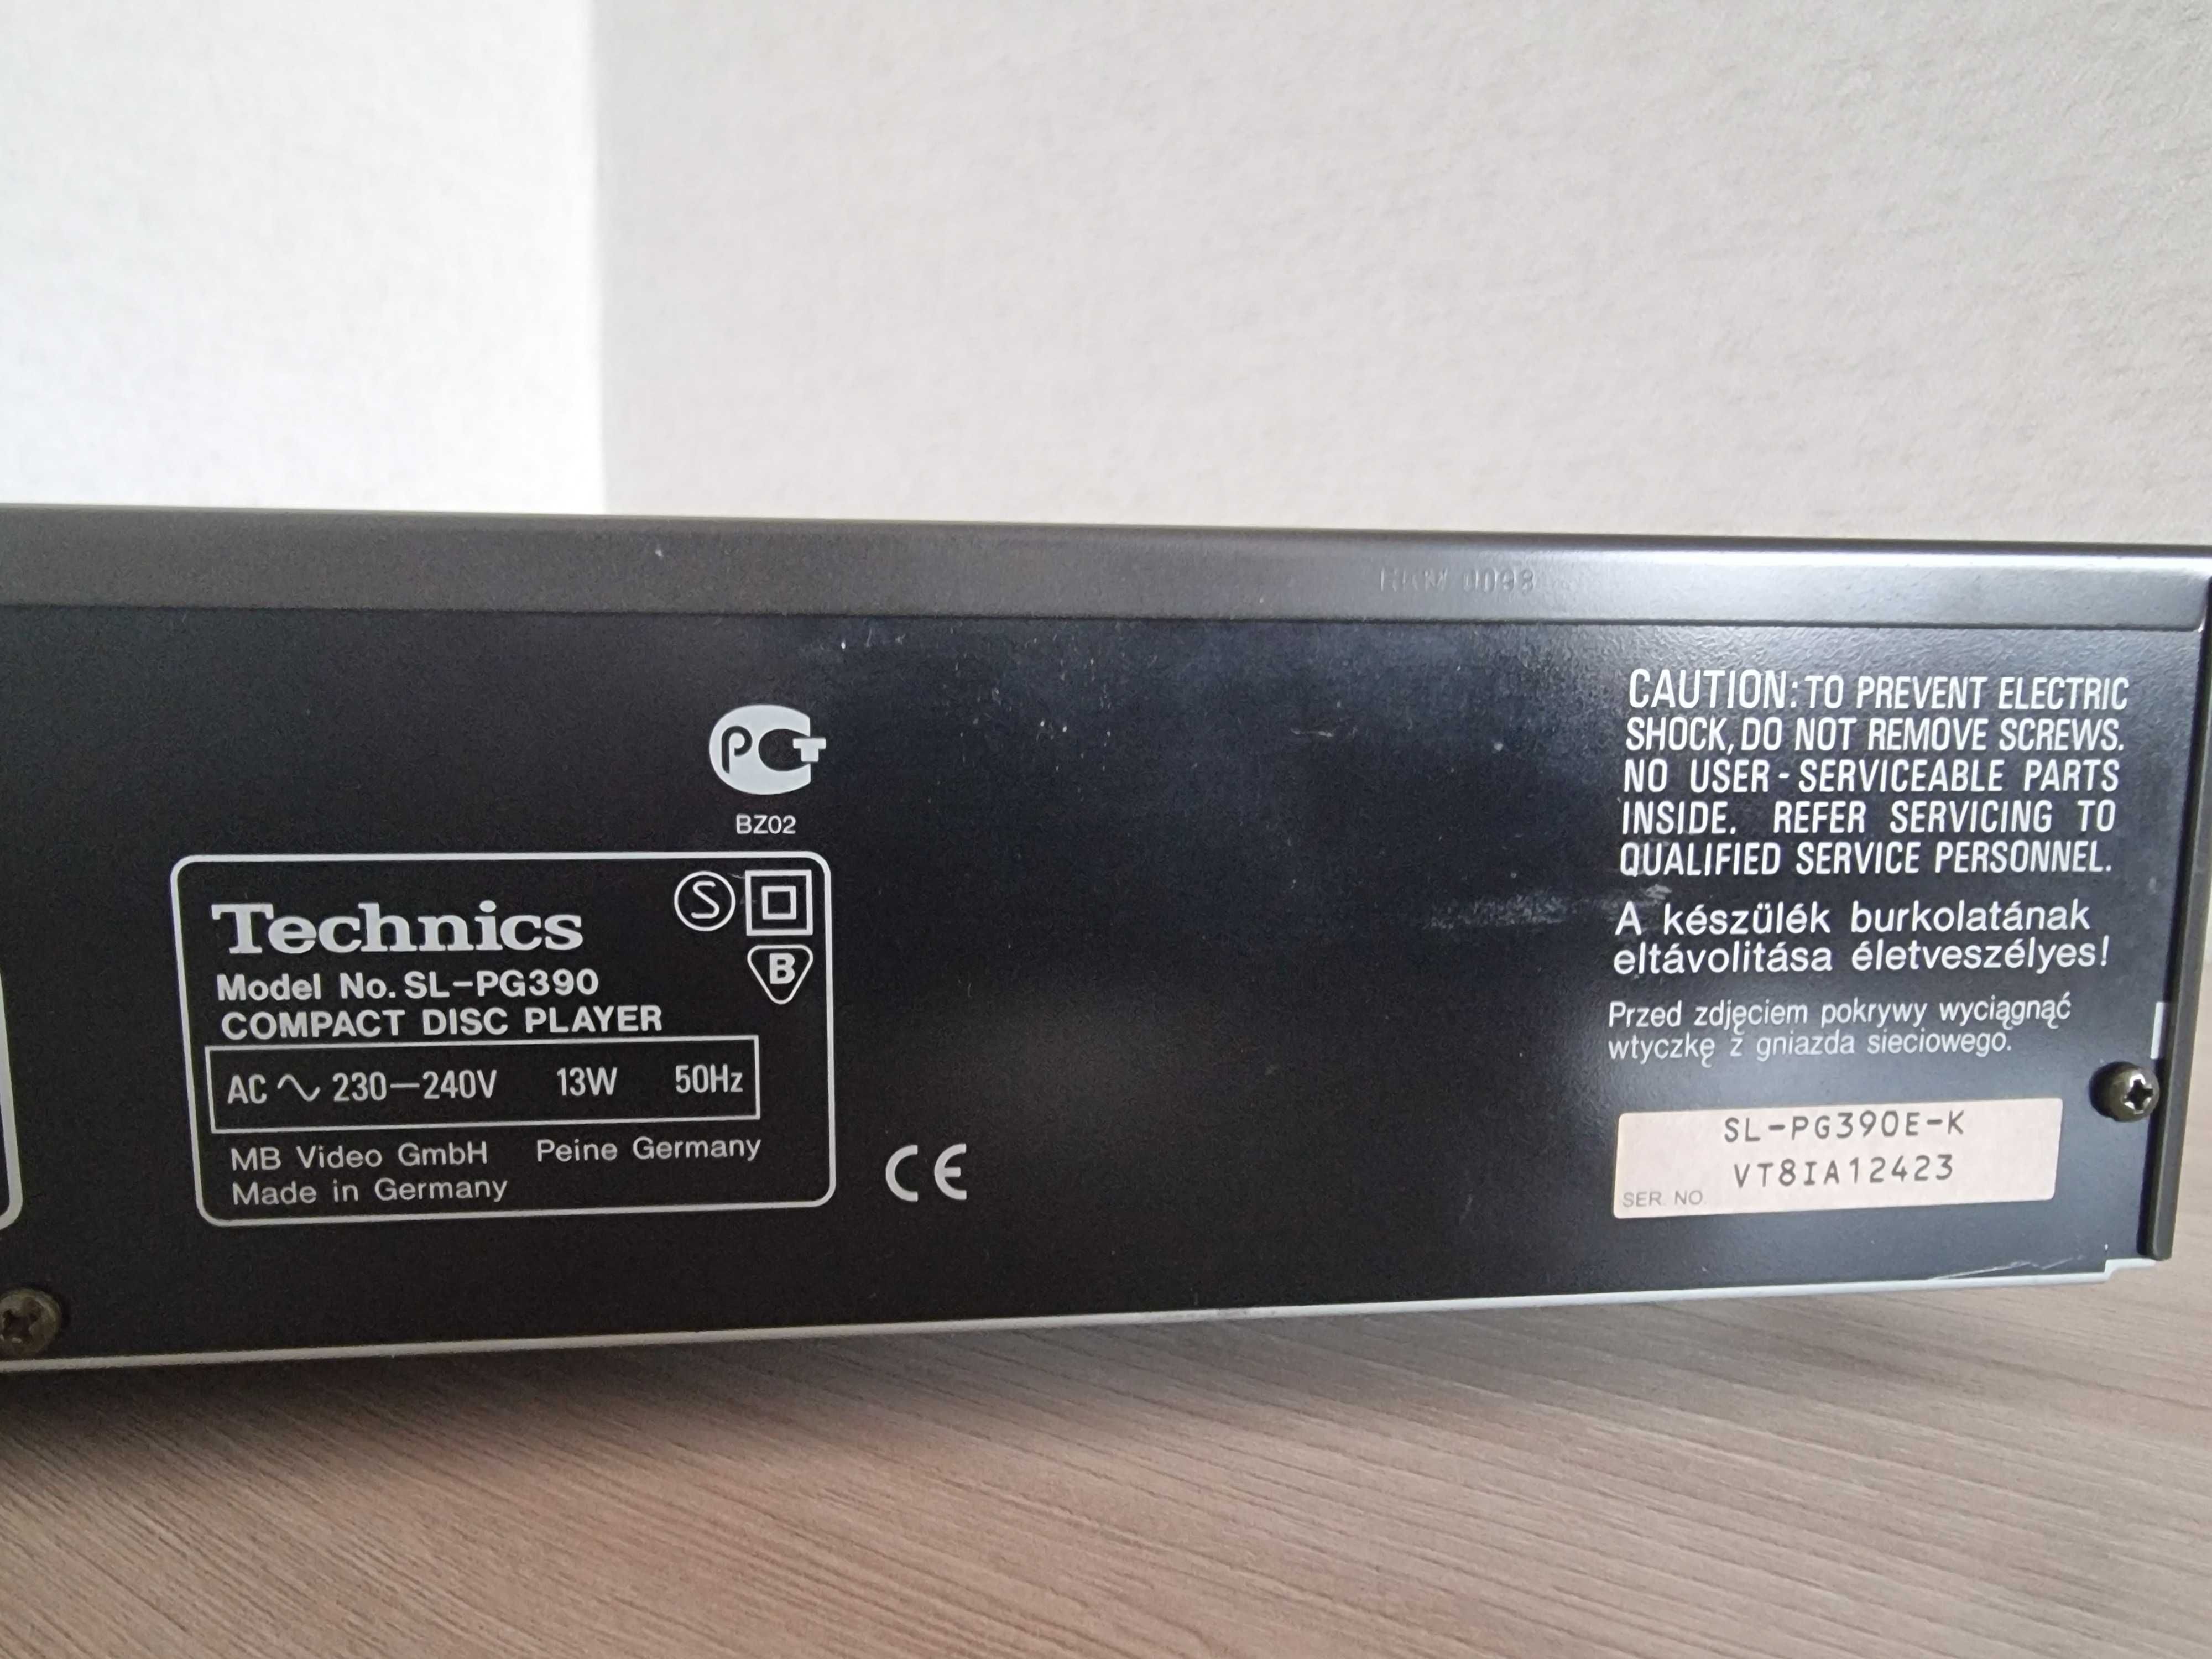 PCT
BZ02
Technics
S
B
Model No. SL-PG390
COMPACT DISC PLAYER
AC 230-240V 13W 50Hz
MB Video GmbH Peine Germany
Made in Germany
CE
CAUTION: TO PREVENT ELECTRIC
SHOCK, DO NOT REMOVE SCREWS.
NO USER-SERVICEABLE PARTS
INSIDE. REFER SERVICING TO
QUALIFIED SERVICE PERSONNEL.
A készülék burkolatának
eltávolitása életveszélyes!
Przed zdjęciem pokrywy wyciągnąć
wtyczkę z gniazda sieciowego.
SL-PG390E-K
VT8IA12423
SER. NO.